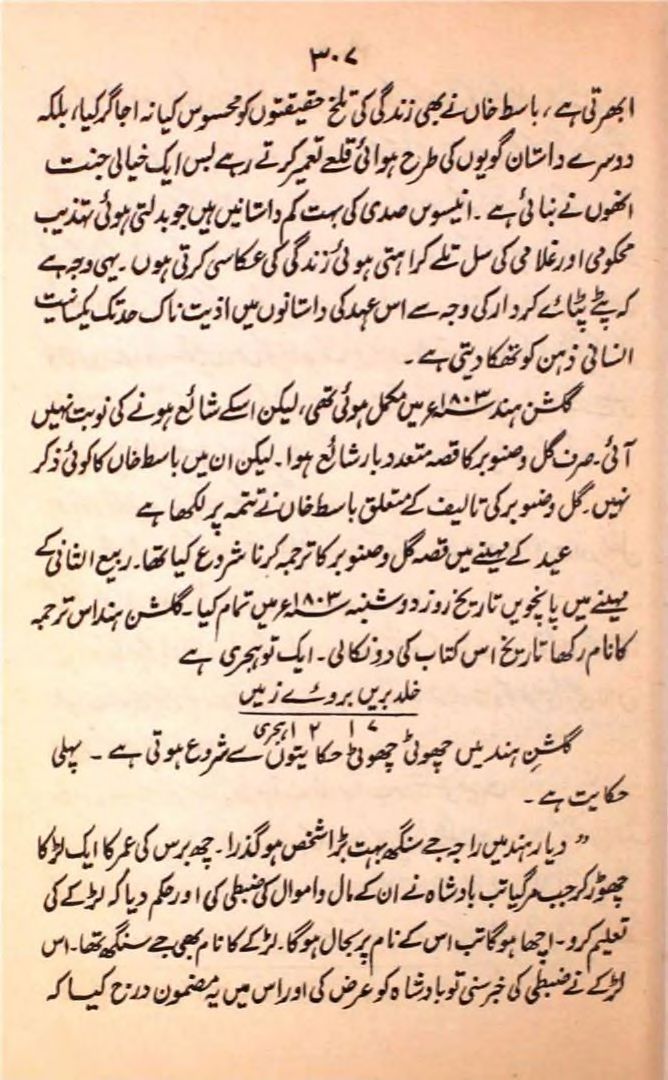 ۳۰۷
ابھرتی ہے، باسط خاں نے بھی زندگی کی تلخ حقیقتوں کو محسوس کیا نہ اجاگر کیا، بلکہ
دوسرے داستان گویوں کی طرح ہوائی قلعے تعمیر کرتے رہے بس ایک خیالی جنت
انھوں نے بنائی ہے۔ انیسوں صدی کی بہت کم داستانیں ہیں جو بدلتی ہوئی تہذیب
محکومی اور غلامی کی سل تلے کراہتی ہوئی زندگی کی عکاسی کرتی ہوں۔ یہی وجہ ہے
کہ پٹے پٹائے کردار کی وجہ سے اس عہد کی داستانوں میں اذیت ناک حد تک یکسانیت
انسانی ذہن کو تھکا دیتی ہے۔
گلشن ہند ۱۸۰۳ء میں مکمل ہوئی تھی، لیکن اسکے شائع ہونے کی نوبت نہیں
آئی۔ صرف گل و صنوبر کا قصہ متعدد بار شائع ہوا۔ لیکن ان میں باسط خاں کا کوئی ذکر
نہیں۔ گل و صنوبر کی تالیف کے متعلق باسط خاں نے تتمہ پر لکھا ہے
عید کے مہینے میں قصہ گل و صنوبر کا ترجمہ کرنا شروع کیا تھا۔ ربیع الثانی کے
مہینے میں پانچویں تاریخ روز دوشنبہ ۱۸۰۳ء میں تمام کیا۔ گلشن ہند اس ترجمہ
کا نام رکھا تاریخ اس کتاب کی دو نکالی۔ ایک تو ہجری ہے
خلد بریں بروئے زمیں
۱۲۱۷ ہجری
گلشنِ ہند میں چھوٹی چھوٹی حکایتوں سے شروع ہوتی ہے۔ پہلی
حکایت ہے۔
" دیار ہند میں راجہ جے سنگھ بہت بڑا شخص ہو گذرا۔ چھ برس کی عمر کا ایک لڑکا
چھوڑ کر جب مر گیا تب بادشاہ نے ان کے مال و اموال کی ضبطی کی اور حکم دیا کہ لڑکے کی
تعلیم کرو۔ اچھا ہوگا تب اس کے نام پر بحال ہوگا۔ لڑکے کا نام بھی جے سنگھ تھا۔ اس
لڑکے نے ضبطی کی خبر سنی تو بادشاہ کو عرض کی اور اس میں یہ مضمون درج کیا کہ